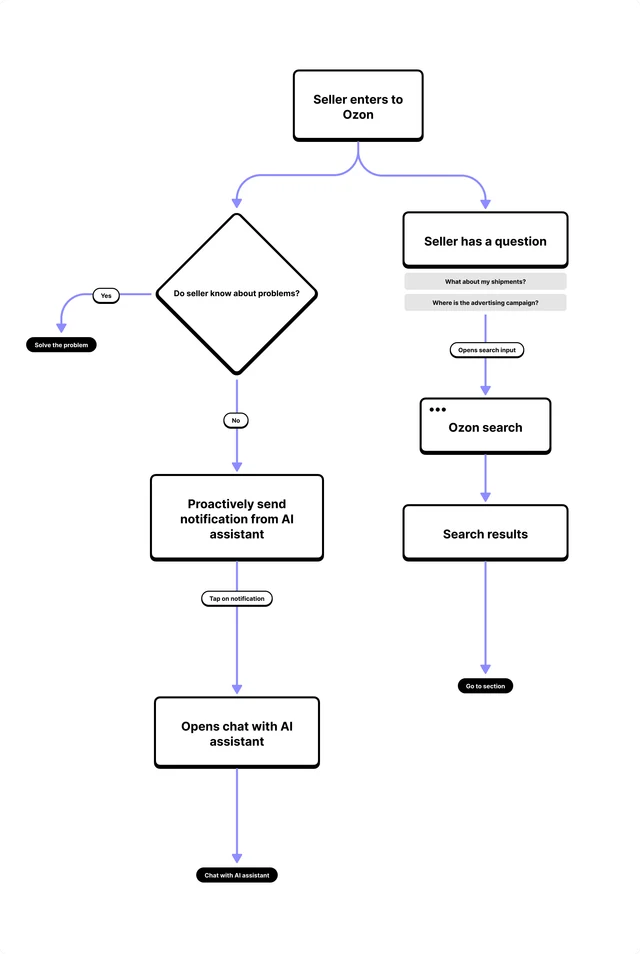 Seller enters to
Ozon
Do seller know about problems?
Yes
Solve the problem
No
Proactively send
notification from AI
assistant
Tap on notification
Opens chat with AI
assistant
Chat with AI assistant
Seller has a question
What about my shipments?
Where is the advertising campaign?
Opens search input
Ozon search
Search results
Go to section